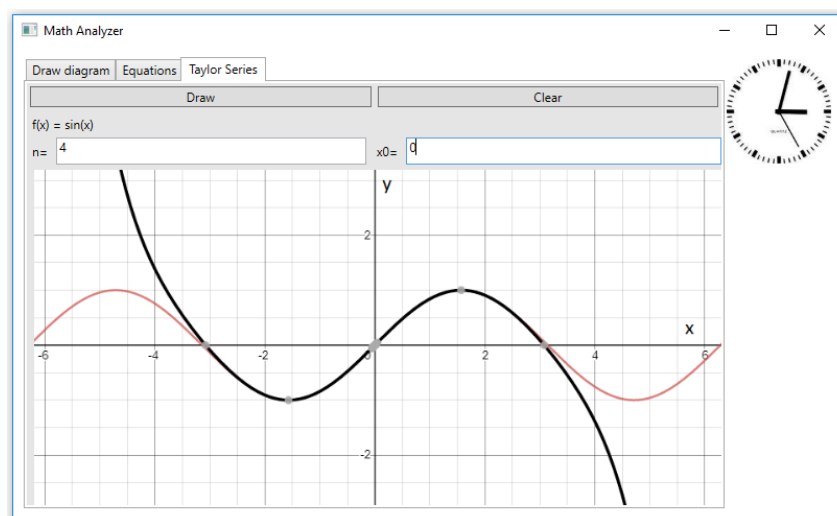 Math Analyzer
Draw diagram Equations Taylor Series
Draw Clear
f(x) = sin(x)
n= 4 x0= 0
y
2
x
-6 -4 -2 0 2 4 6
-2